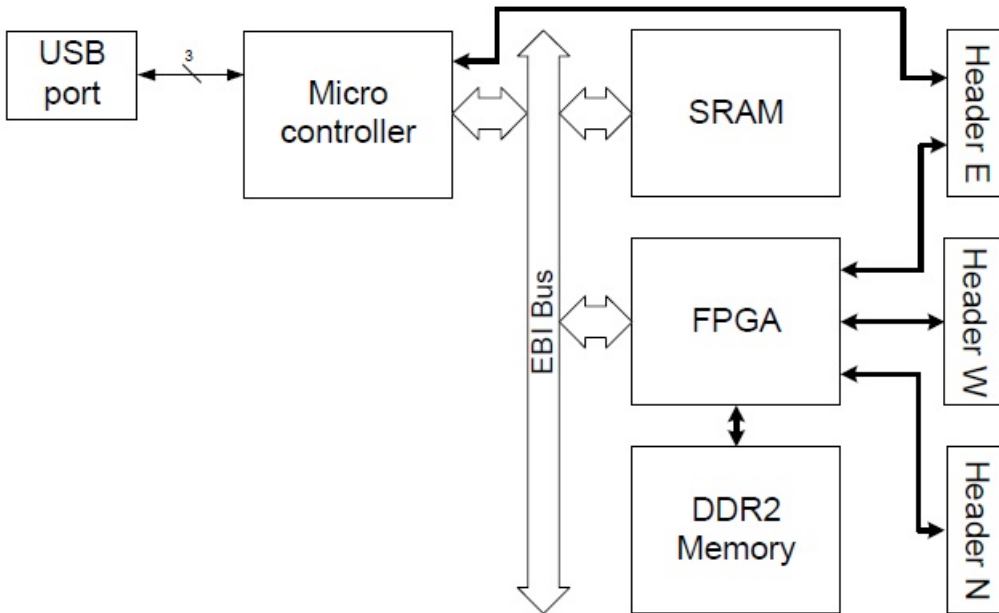 USB
port
3
Micro
controller
EBI Bus
SRAM
FPGA
DDR2
Memory
Header E
Header W
Header N